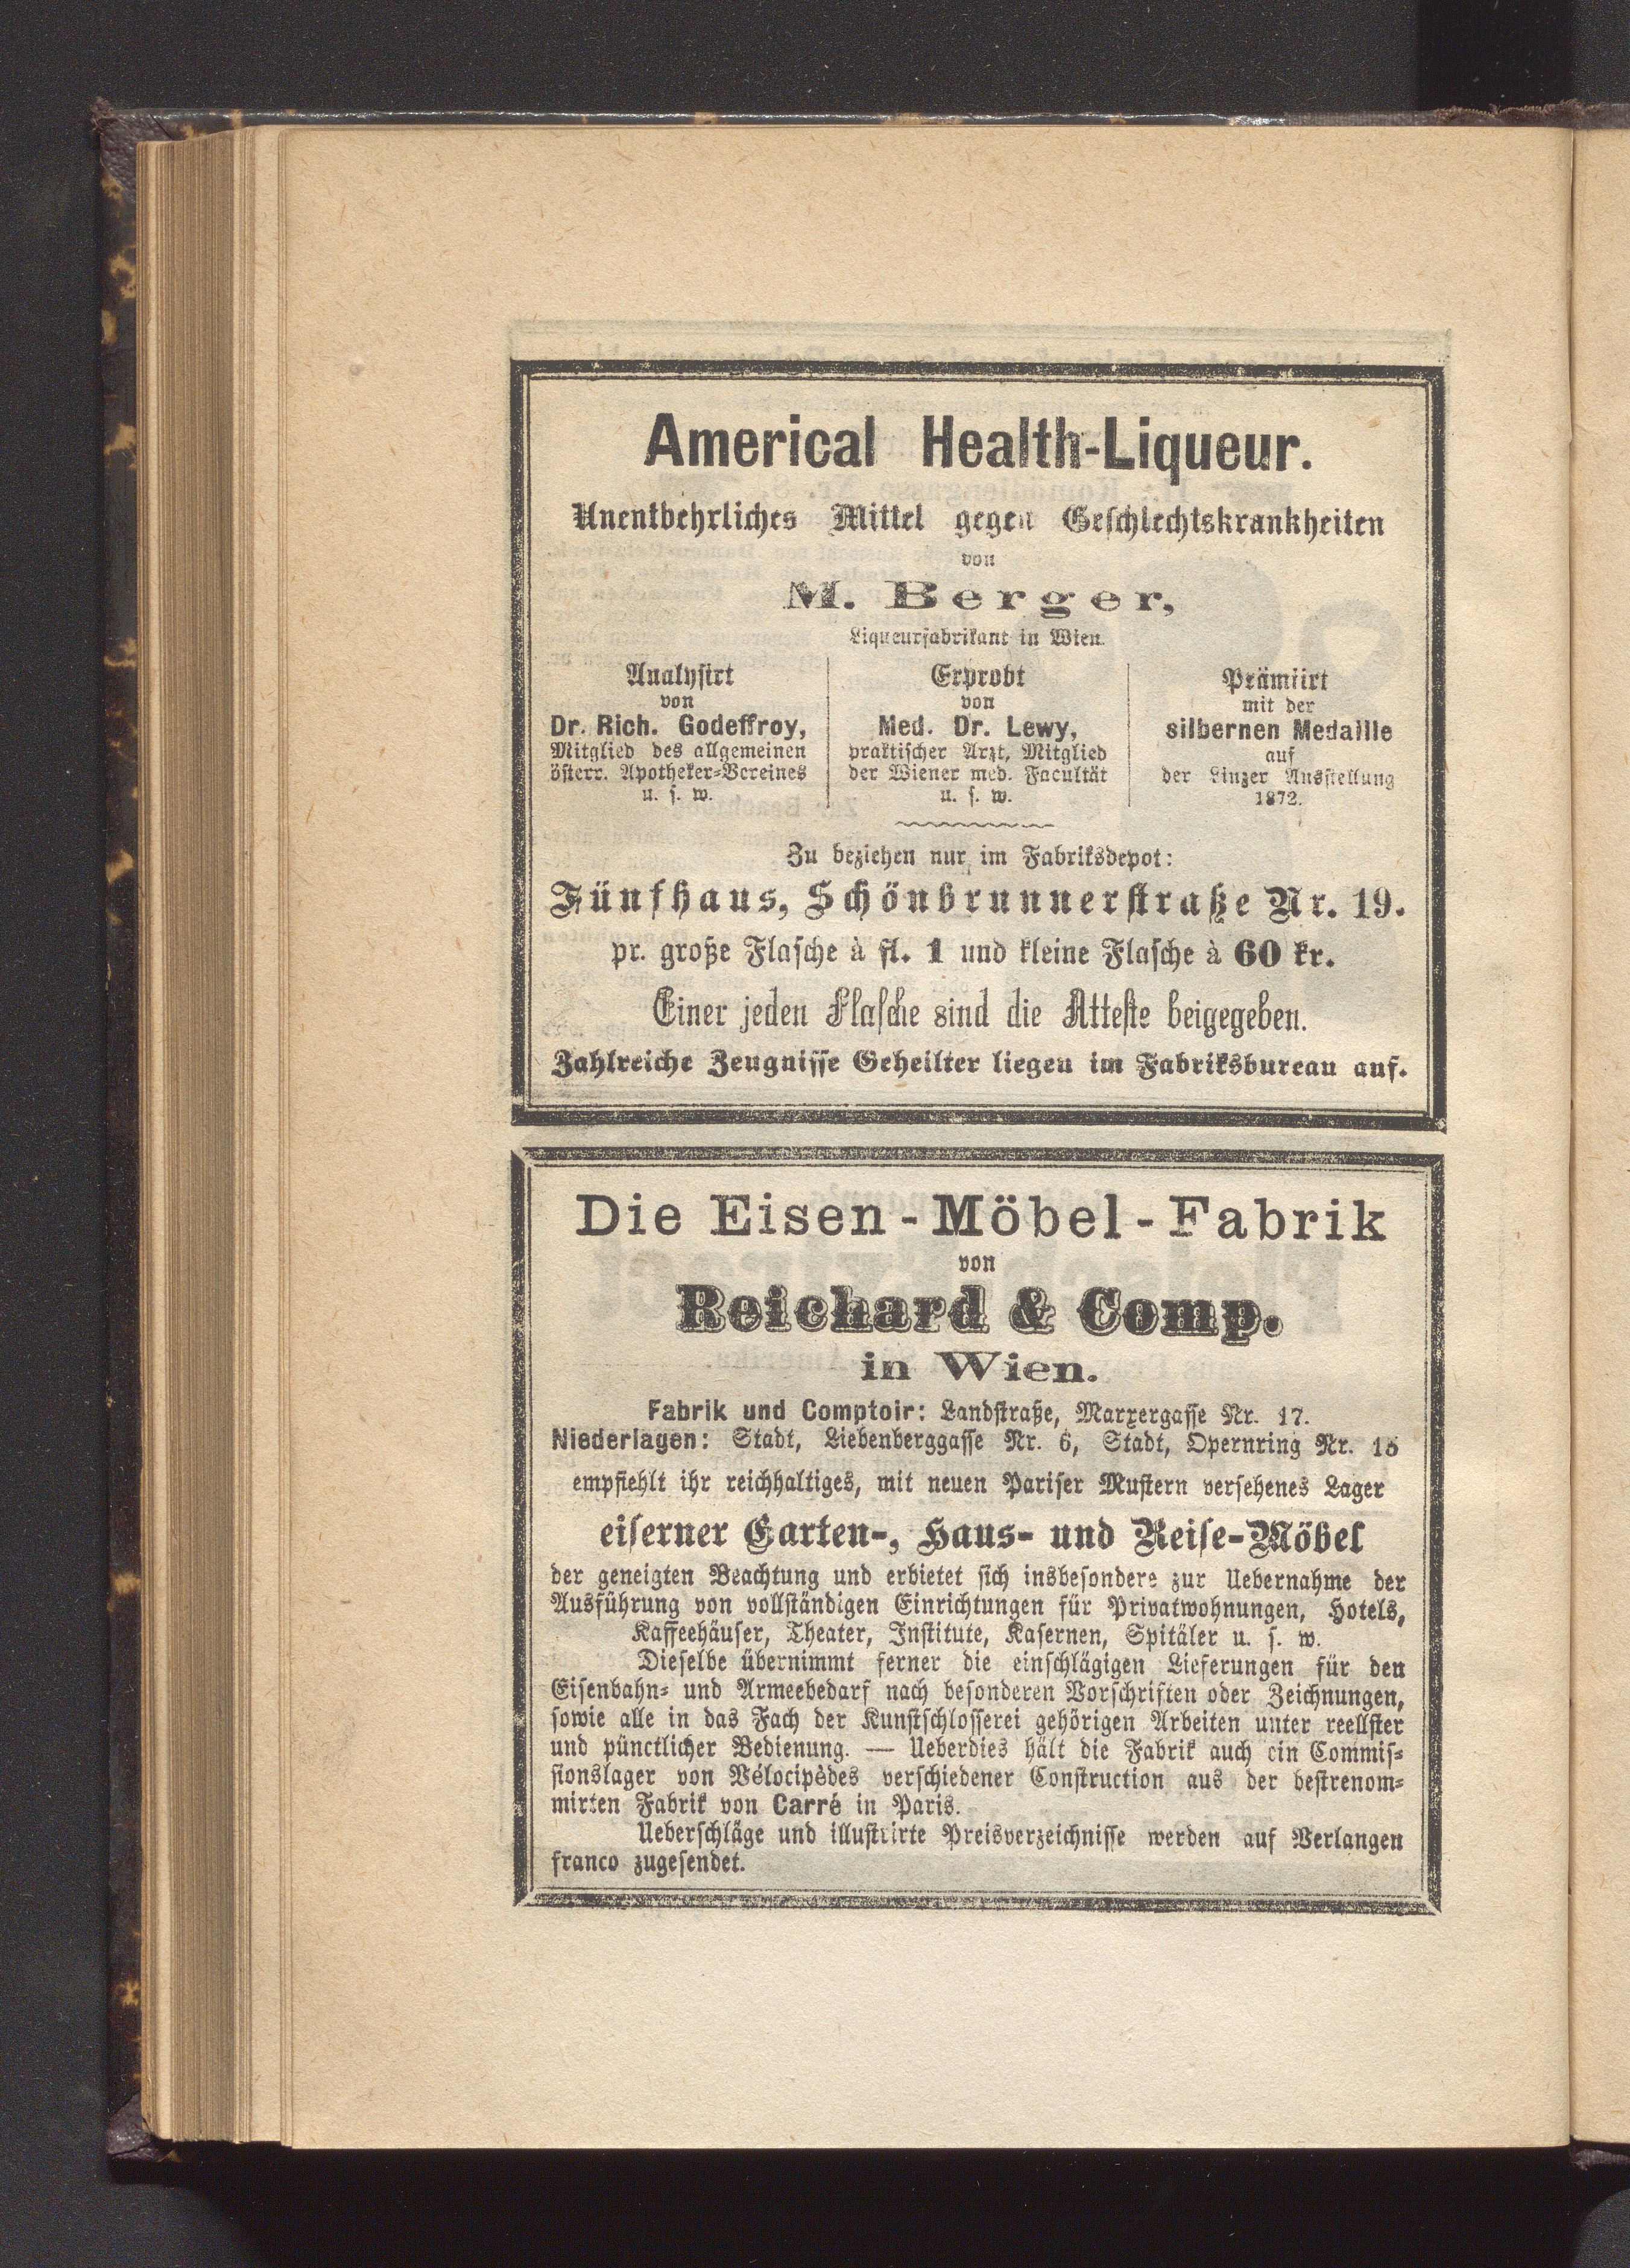 Americal Health-Liqueur.
Unentbehrliches Mittel gegen Geschlechtskrankheiten
von
M. Berger,
Liqueurfabrikant in Wien.
Analysirt
von
Dr. Rich. Godeffroy,
Mitglied des allgemeinen
österr. Apotheker-Vereines
u. s. w.
Erprobt
von
Med. Dr. Lewy,
praktischer Arzt, Mitglied
der Wiener med. Facultät
u. s. w.
Prämiirt
mit der
silbernen Medaille
auf
der Linzer Ausstellung
1872.
Zu beziehen nur im Fabriksdepot:
Fünfhaus, Schönbrunnerstraße Nr. 19.
pr. große Flasche à fl. 1 und kleine Flasche à 60 kr.
Einer jeden Flasche sind die Atteste beigegeben.
Zahlreiche Zeugnisse Geheilter liegen im Fabriksbureau auf.
Die Eisen-Möbel-Fabrik
von
Reichard & Comp.
in Wien.
Fabrik und Comptoir: Landstraße, Marxergasse Nr. 17.
Niederlagen: Stadt, Liebenberggasse Nr. 6, Stadt, Opernring Nr.
empfiehlt ihr reichhaltiges, mit neuen Pariser Mustern versehenes Lager
eiserner Garten-, Haus- und Reise-Möbel
der geneigten Beachtung und erbietet sich insbesondere zur Uebernahme der
Ausführung von vollständigen Einrichtungen für Privatwohnungen, Hotels,
Kaffeehäuser, Theater, Institute, Kasernen, Spitäler u. s. w.
Dieselbe übernimmt ferner die einschlägigen Lieferungen für den
Eisenbahn- und Armeebedarf nach besonderen Vorschriften oder Zeichnungen,
sowie alle in das Fach der Kunstschlosserei gehörigen Arbeiten unter reellster
und pünctlicher Bedienung. — Ueberdies hält die Fabrik auch ein Commis-
sionslager von Vélocipèdes verschiedener Construction aus der bestrenom-
mirten Fabrik von Carré in Paris.
Ueberschläge und illustrirte Preisverzeichnisse werden auf Verlangen
franco zugesendet.